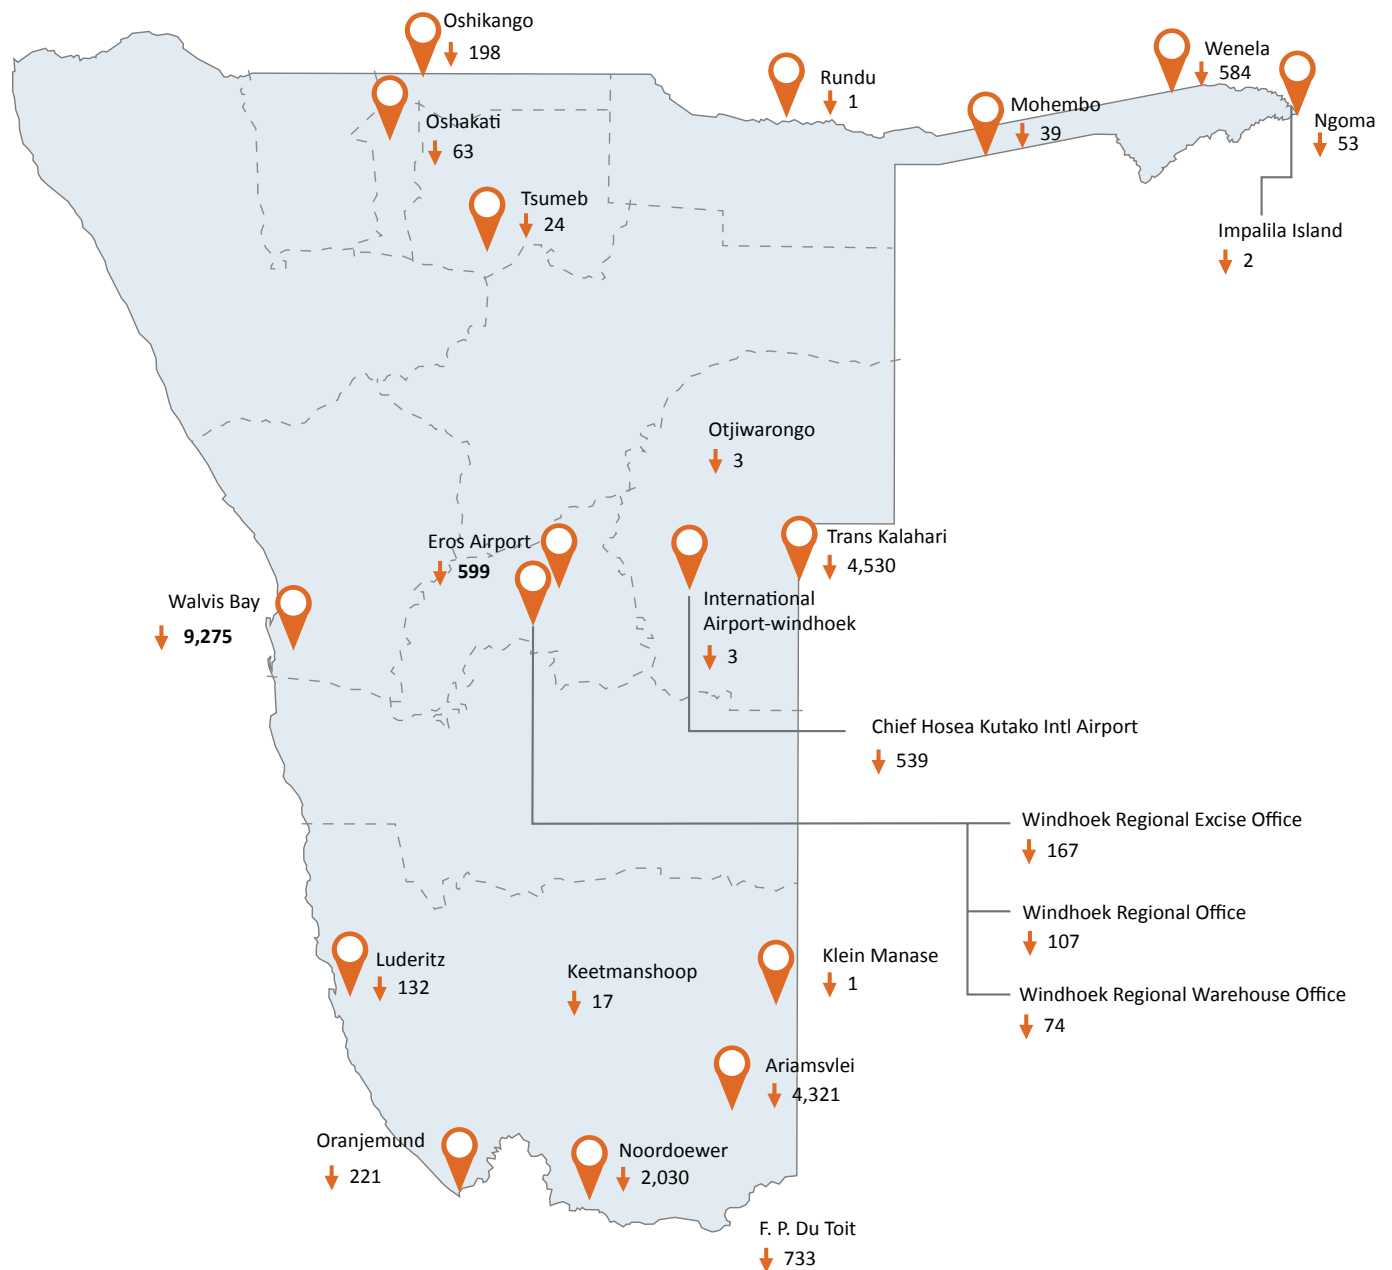 Oshikango
198
Oshakati
63
Tsumeb
24
Rundu
1
Mohembo
39
Wenela
584
Ngoma
53
Impalila Island
2
Otjiwarongo
3
Eros Airport
599
Trans Kalahari
4,530
International
Airport-windhoek
3
Walvis Bay
9,275
Chief Hosea Kutako Intl Airport
539
Windhoek Regional Excise Office
167
Windhoek Regional Office
107
Windhoek Regional Warehouse Office
74
Luderitz
132
Keetmanshoop
17
Klein Manase
1
Ariamsvlei
4,321
Oranjemund
221
Noordoewer
2,030
F. P. Du Toit
733